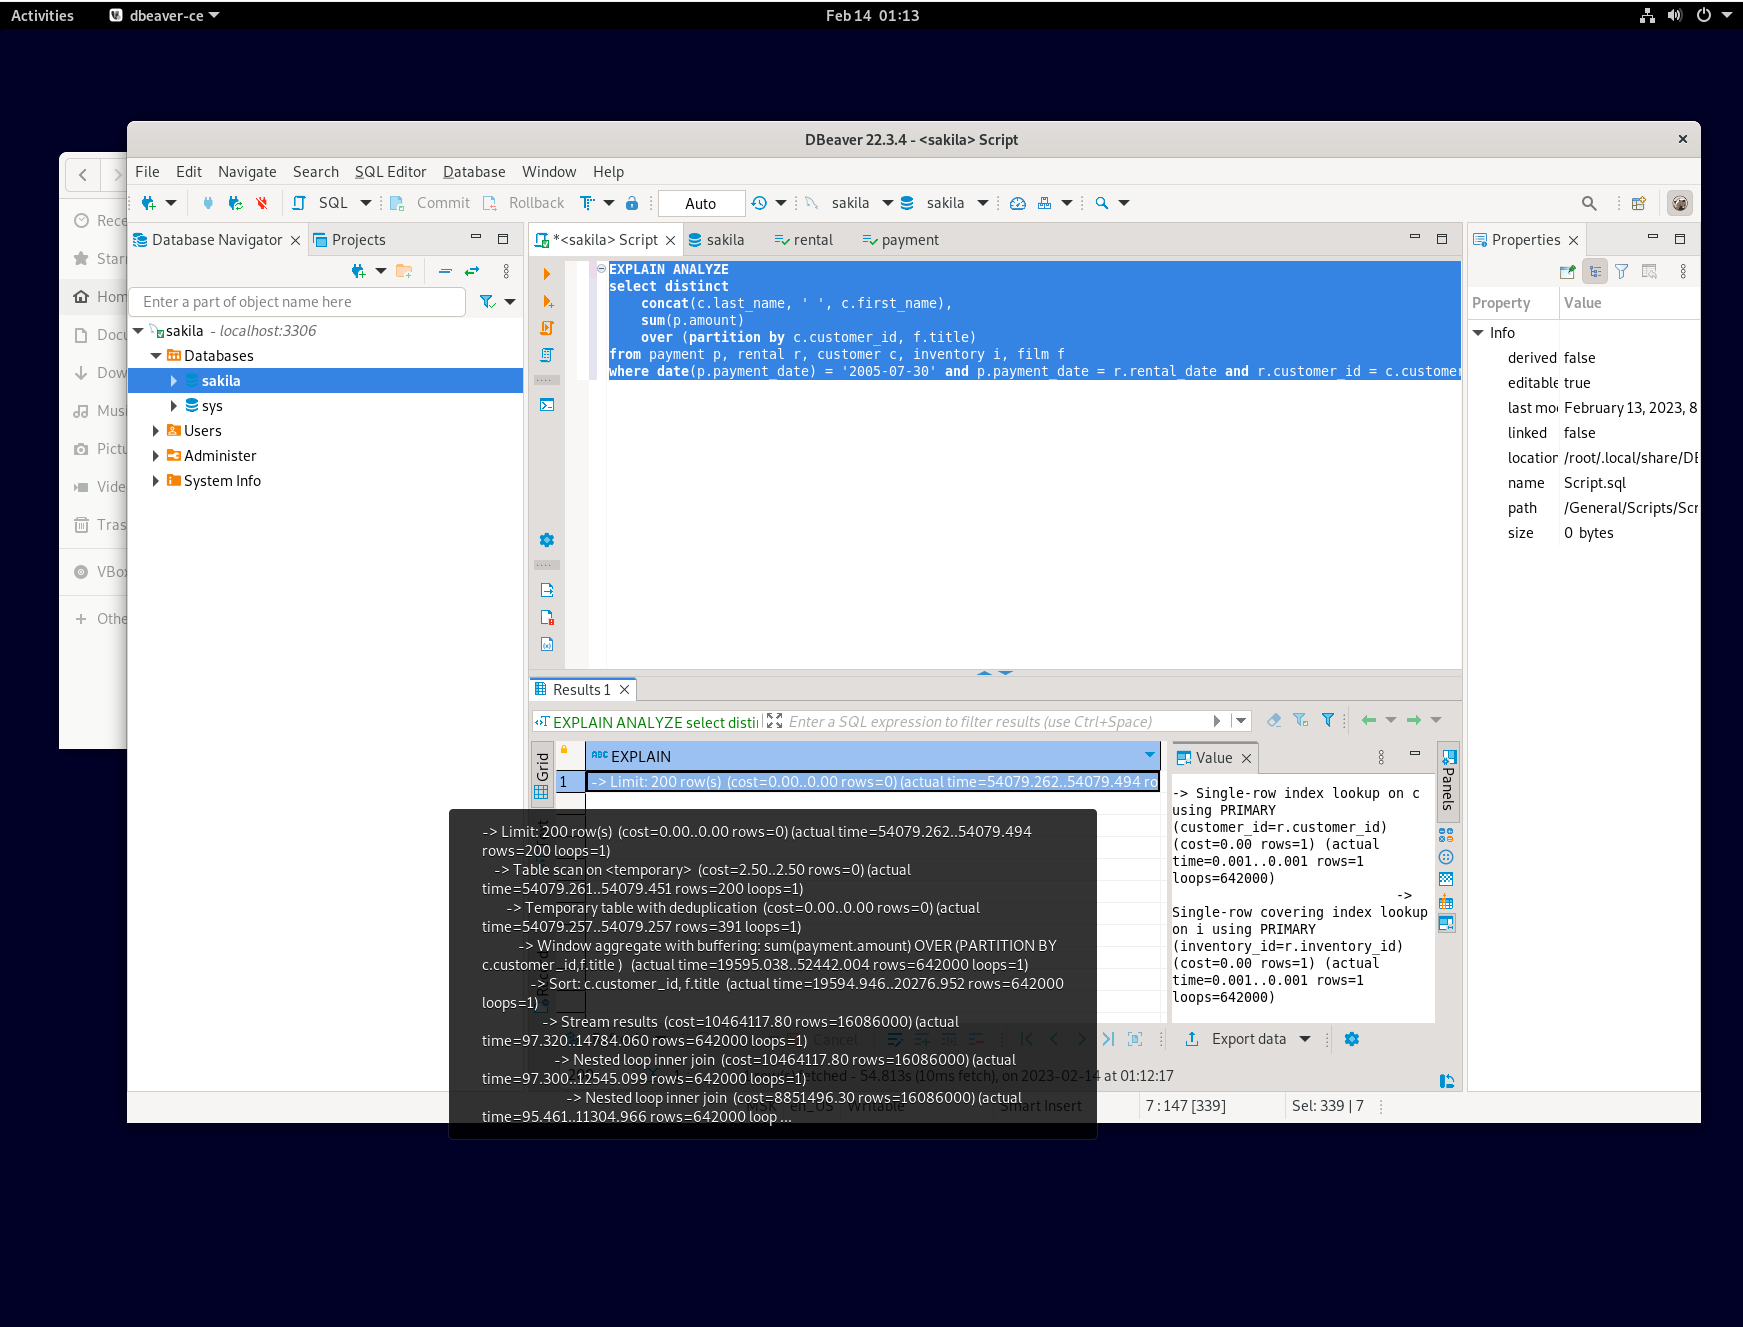 Activities
dbeaver-ce
Feb 14 01:13
DBeaver 22.3.4 - <sakila> Script
File Edit Navigate Search SQL Editor Database Window Help
SQL Commit Rollback Auto sakila sakila
Rece
Starr
Hom
Docu
Dow
Musi
Pictu
Vide
Tras
VBox
Othe
Database Navigator
Projects
Enter a part of object name here
sakila - localhost:3306
Databases
sakila
sys
Users
Administer
System Info
*<sakila> Script
sakila
rental
payment
EXPLAIN ANALYZE
select distinct
concat(c.last_name, ' ', c.first_name),
sum(p.amount)
over (partition by c.customer_id, f.title)
from payment p, rental r, customer c, inventory i, film f
where date(p.payment_date) = '2005-07-30' and p.payment_date = r.rental_date and r.customer_id = c.customer
Properties
Property Value
Info
derived false
editable true
last mo February 13, 2023, 8
linked false
location /root/.local/share/DE
name Script.sql
path /General/Scripts/Scr
size 0 bytes
Results 1
EXPLAIN ANALYZE select disti
Enter a SQL expression to filter results (use Ctrl+Space)
Grid
ABC EXPLAIN
1 -> Limit: 200 row(s) (cost=0.00..0.00 rows=0) (actual time=54079.262..54079.494 ro
-> Limit: 200 row(s) (cost=0.00..0.00 rows=0) (actual time=54079.262..54079.494
rows=200 loops=1)
-> Table scan on <temporary> (cost=2.50..2.50 rows=0) (actual
time=54079.261..54079.451 rows=200 loops=1)
-> Temporary table with deduplication (cost=0.00..0.00 rows=0) (actual
time=54079.257..54079.257 rows=391 loops=1)
-> Window aggregate with buffering: sum(payment.amount) OVER (PARTITION BY
c.customer_id,f.title ) (actual time=19595.038..52442.004 rows=642000 loops=1)
-> Sort: c.customer_id, f.title (actual time=19594.946..20276.952 rows=642000
loops=1)
-> Stream results (cost=10464117.80 rows=16086000) (actual
time=97.320..14784.060 rows=642000 loops=1)
-> Nested loop inner join (cost=10464117.80 rows=16086000) (actual
time=97.300..12545.099 rows=642000 loops=1)
-> Nested loop inner join (cost=8851496.30 rows=16086000) (actual
time=95.461..11304.966 rows=642000 loop ...
Value
-> Single-row index lookup on c
using PRIMARY
(customer_id=r.customer_id)
(cost=0.00 rows=1) (actual
time=0.001..0.001 rows=1
loops=642000)
->
Single-row covering index lookup
on i using PRIMARY
(inventory_id=r.inventory_id)
(cost=0.00 rows=1) (actual
time=0.001..0.001 rows=1
loops=642000)
Panels
Cancel
Export data
fetched - 54.813s (10ms fetch), on 2023-02-14 at 01:12:17
MSK en_US Writable Smart Insert 7 : 147 [339] Sel: 339 | 7